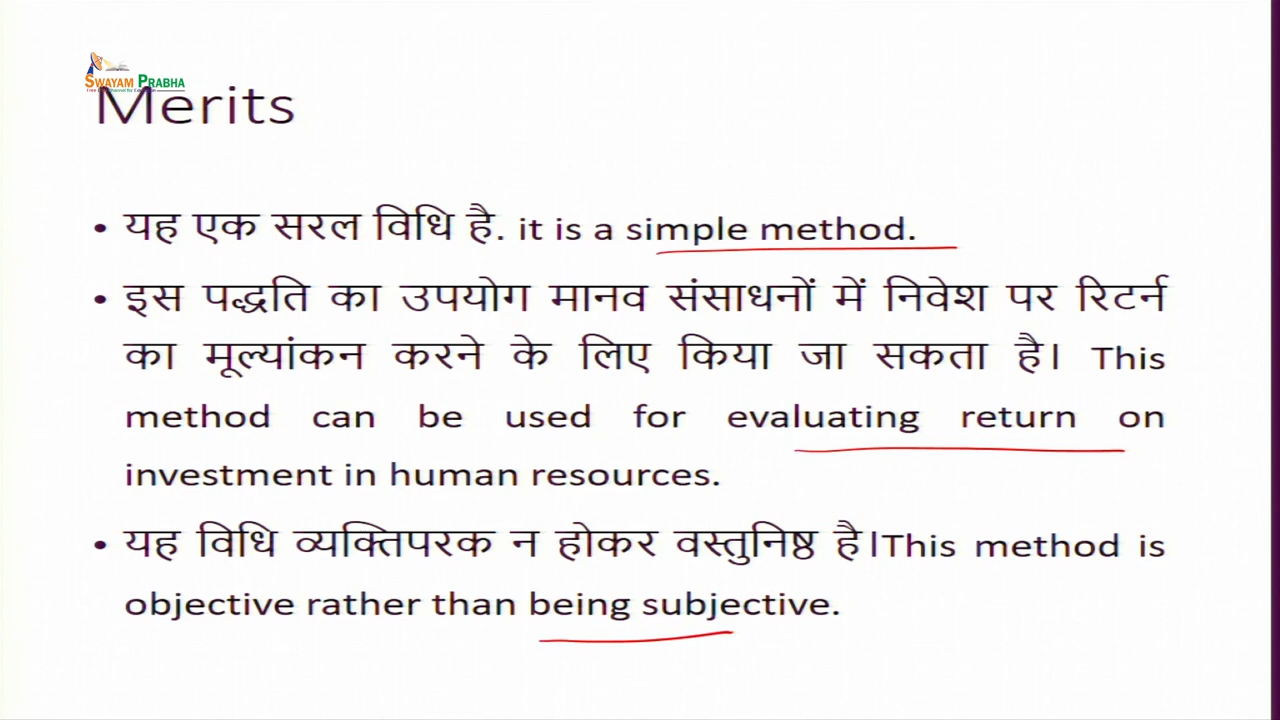 SWAYAM PRABHA
Merits
• यह एक सरल विधि है. it is a simple method.
• इस पद्धति का उपयोग मानव संसाधनों में निवेश पर रिटर्न
का मूल्यांकन करने के लिए किया जा सकता है। This
method can be used for evaluating return on
investment in human resources.
• यह विधि व्यक्तिपरक न होकर वस्तुनिष्ठ है।This method is
objective rather than being subjective.